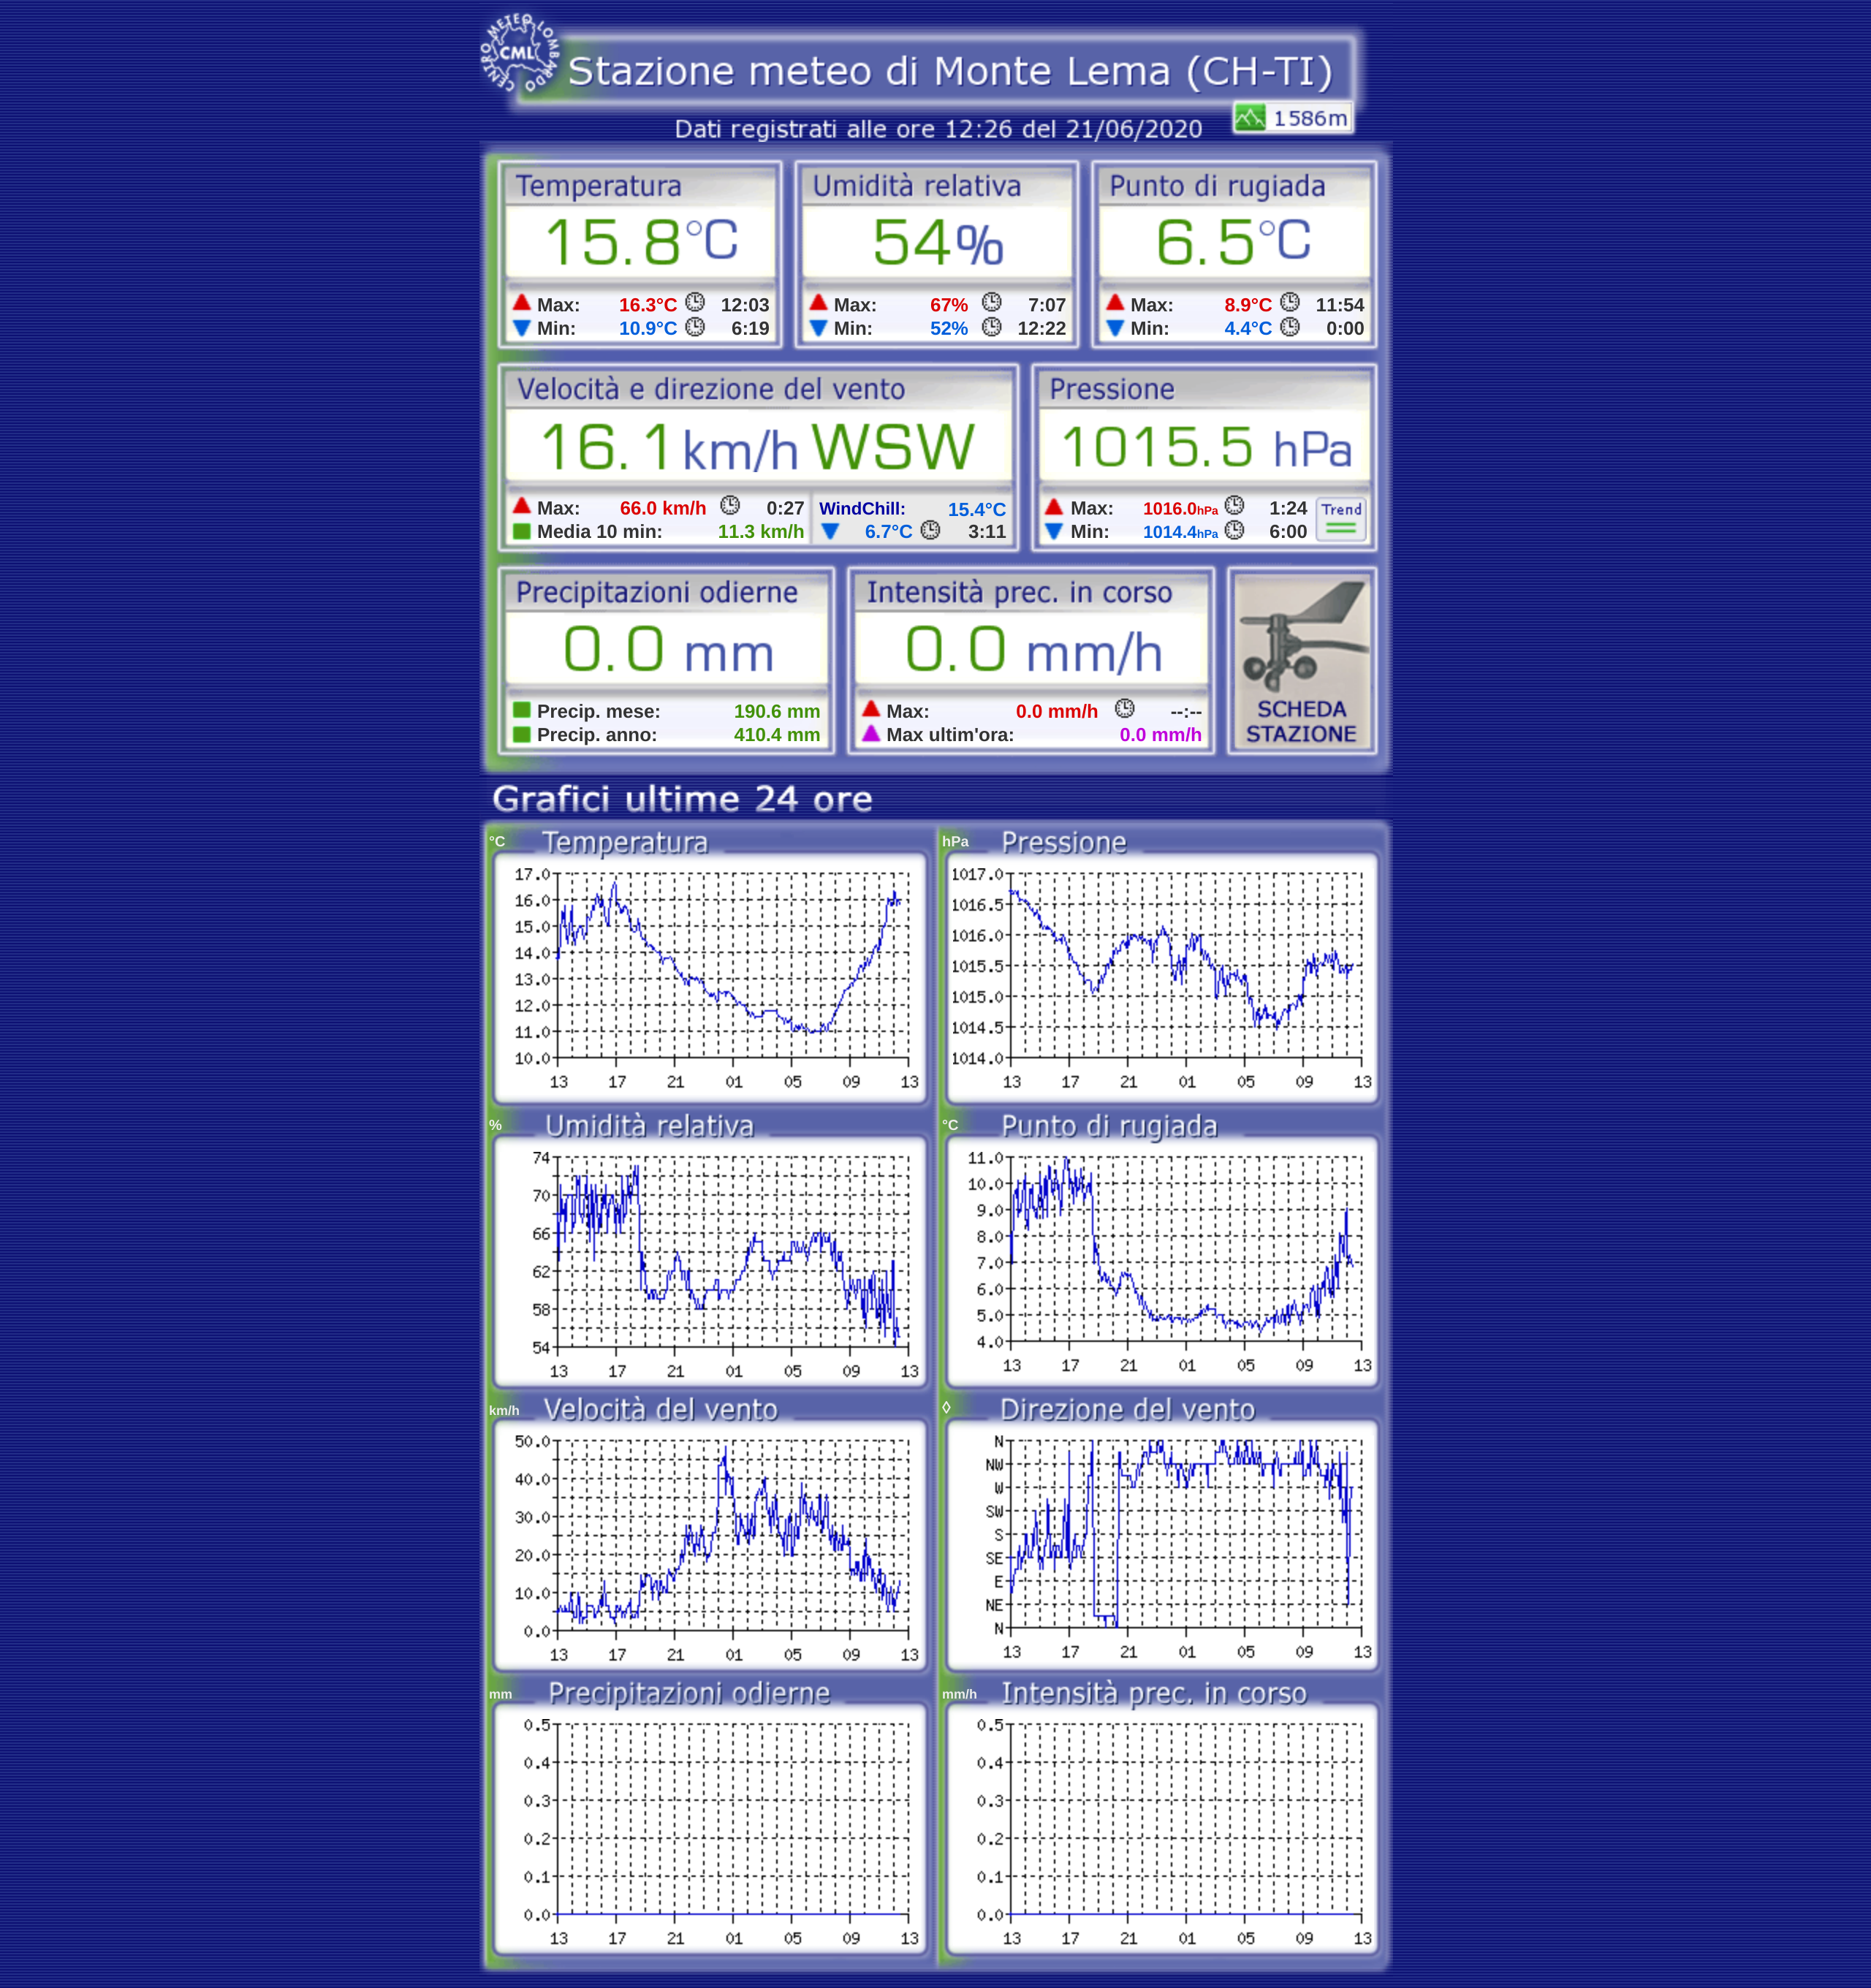 CENTRO METEO LOMBARDO
CML
Stazione meteo di Monte Lema (CH-TI)
1586m
Dati registrati alle ore 12:26 del 21/06/2020
Temperatura
15.8°C
Max: 16.3°C 12:03
Min: 10.9°C 6:19
Umidità relativa
54%
Max: 67% 7:07
Min: 52% 12:22
Punto di rugiada
6.5°C
Max: 8.9°C 11:54
Min: 4.4°C 0:00
Velocità e direzione del vento
16.1 km/h WSW
Max: 66.0 km/h 0:27
Media 10 min: 11.3 km/h
WindChill: 15.4°C
6.7°C 3:11
Pressione
1015.5 hPa
Max: 1016.0hPa 1:24
Min: 1014.4hPa 6:00
Trend
Precipitazioni odierne
0.0 mm
Precip. mese: 190.6 mm
Precip. anno: 410.4 mm
Intensità prec. in corso
0.0 mm/h
Max: 0.0 mm/h --:--
Max ultim'ora: 0.0 mm/h
SCHEDA
STAZIONE
Grafici ultime 24 ore
°C Temperatura
17.0
16.0
15.0
14.0
13.0
12.0
11.0
10.0
13 17 21 01 05 09 13
hPa Pressione
1017.0
1016.5
1016.0
1015.5
1015.0
1014.5
1014.0
13 17 21 01 05 09 13
% Umidità relativa
74
70
66
62
58
54
13 17 21 01 05 09 13
°C Punto di rugiada
11.0
10.0
9.0
8.0
7.0
6.0
5.0
4.0
13 17 21 01 05 09 13
km/h Velocità del vento
50.0
40.0
30.0
20.0
10.0
0.0
13 17 21 01 05 09 13
◊ Direzione del vento
N
NW
W
SW
S
SE
E
NE
N
13 17 21 01 05 09 13
mm Precipitazioni odierne
0.5
0.4
0.3
0.2
0.1
0.0
13 17 21 01 05 09 13
mm/h Intensità prec. in corso
0.5
0.4
0.3
0.2
0.1
0.0
13 17 21 01 05 09 13